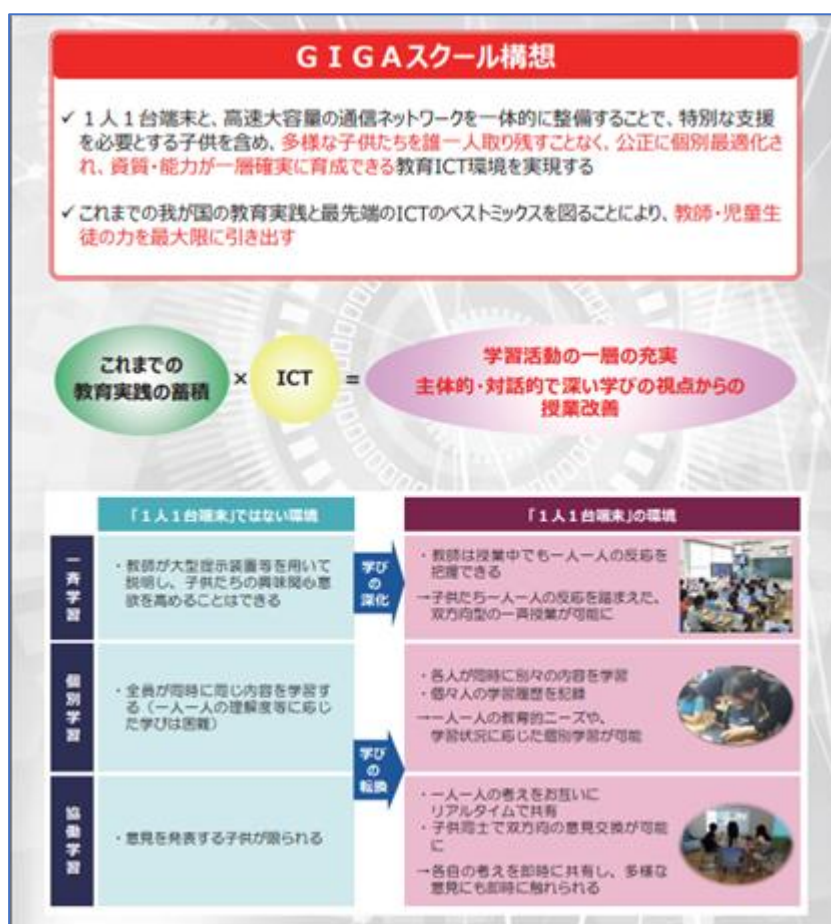 GIGAスクール構想
✓ 1人1台端末と、高速大容量の通信ネットワークを一体的に整備することで、特別な支援
を必要とする子供を含め、多様な子供たちを誰一人取り残すことなく、公正に個別最適化さ
れ、資質・能力が一層確実に育成できる教育ICT環境を実現する
✓ これまでの我が国の教育実践と最先端のICTのベストミックスを図ることにより、教師・児童生
徒の力を最大限に引き出す
これまでの
教育実践の蓄積
×
ICT
=
学習活動の一層の充実
主体的・対話的で深い学びの視点からの
授業改善
「1人1台端末」ではない環境
「1人1台端末」の環境
一斉学習
・教師が大型提示装置等を用いて
説明し、子供たちの興味関心意
欲を高めることはできる
学び
の
深化
・教師は授業中でも一人一人の反応を
把握できる
→子供たち一人一人の反応を踏まえた、
双方向型の一斉授業が可能に
個別学習
・全員が同時に同じ内容を学習す
る(一人一人の理解度等に応じ
た学びは困難)
学び
の
転換
・各人が同時に別々の内容を学習
・個々人の学習履歴を記録
→一人一人の教育的ニーズや、
学習状況に応じた個別学習が可能
協働学習
・意見を発表する子供が限られる
・一人一人の考えをお互いに
リアルタイムで共有
・子供同士で双方向の意見交換が可能
に
→各自の考えを即時に共有し、多様な
意見にも即時に触れられる